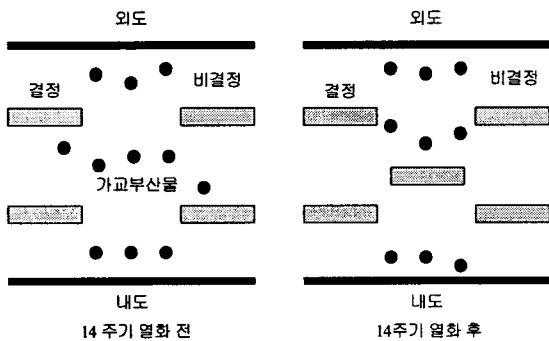 외도
결정
비결정
가교부산물
내도
14 주기 열화 전
외도
결정
비결정
내도
14주기 열화 후